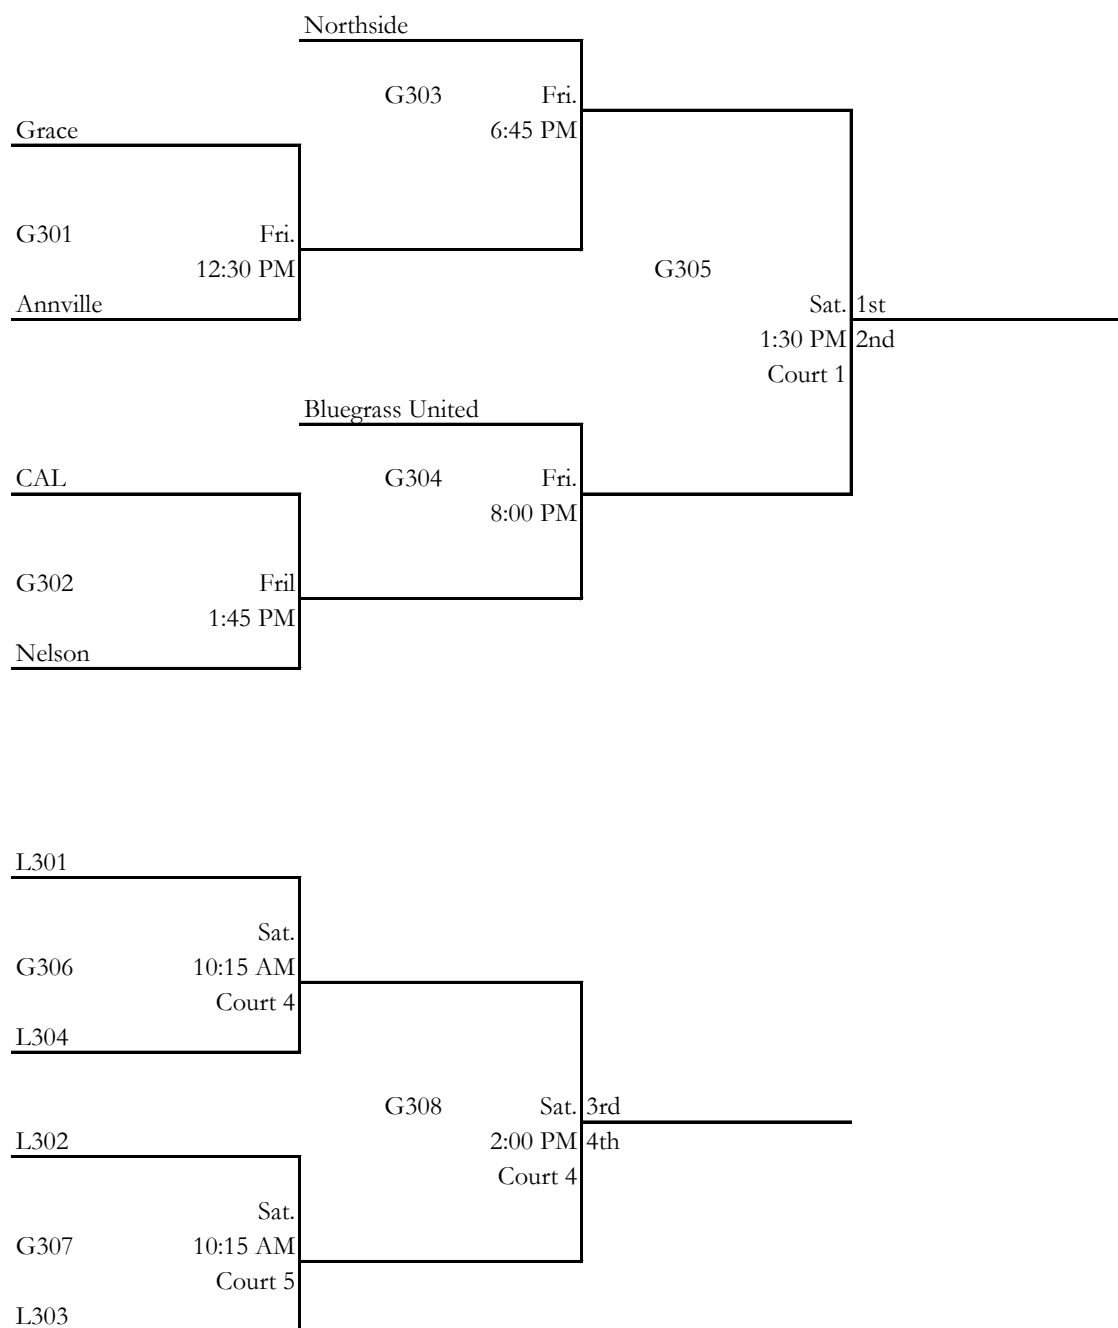 Northside
G303 Fri.
Grace 6:45 PM
G301 Fri.
12:30 PM G305
Annville Sat. 1st
1:30 PM 2nd
Court 1
Bluegrass United
CAL G304 Fri.
8:00 PM
G302 Fril
1:45 PM
Nelson
L301
Sat.
G306 10:15 AM
Court 4
L304
G308 Sat. 3rd
L302 2:00 PM 4th
Court 4
Sat.
G307 10:15 AM
Court 5
L303